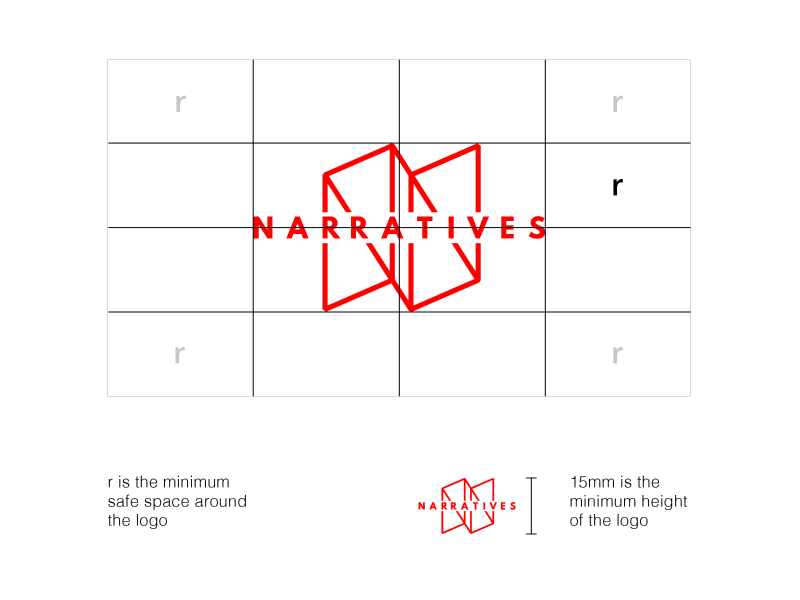 r
r
r
NARRATIVES
r
r
r is the minimum
safe space around
the logo
NARRATIVES
15mm is the
minimum height
of the logo